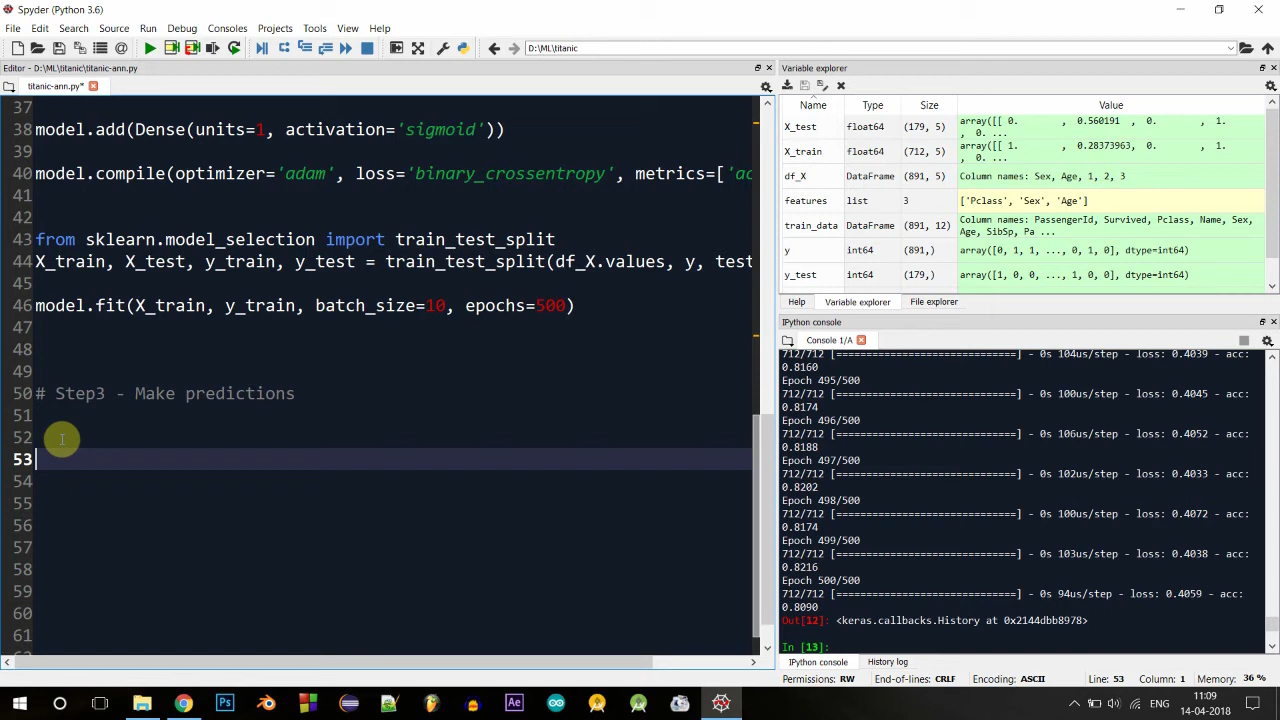 Spyder (Python 3.6)
File Edit Search Source Run Debug Consoles Projects Tools View Help
D:\ML\titanic
Editor - D:\ML\titanic\titanic-ann.py
titanic-ann.py*
37
38 model.add(Dense(units=1, activation='sigmoid'))
39
40 model.compile(optimizer='adam', loss='binary_crossentropy', metrics=['ac
41
42
43 from sklearn.model_selection import train_test_split
44 X_train, X_test, y_train, y_test = train_test_split(df_X.values, y, test
45
46 model.fit(X_train, y_train, batch_size=10, epochs=500)
47
48
49
50 # Step3 - Make predictions
51
52
53
54
55
56
57
58
59
60
61
Variable explorer
Name Type Size Value
X_test float64 (179, 5) array([[ 0. , 0.560191 , 0. , 1.
, 0. ...
X_train float64 (712, 5) array([[ 1. , 0.28373963, 0. , 1.
, 0. ...
df_X DataFrame (891, 5) Column names: Sex, Age, 1, 2, 3
features list 3 ['Pclass', 'Sex', 'Age']
train_data DataFrame (891, 12) Column names: PassengerId, Survived, Pclass, Name, Sex,
Age, SibSp, Pa ...
y int64 (891,) array([0, 1, 1, ..., 0, 1, 0], dtype=int64)
y_test int64 (179,) array([1, 0, 0, ..., 1, 0, 0], dtype=int64)
Help Variable explorer File explorer
IPython console
Console 1/A
712/712 [==============================] - 0s 104us/step - loss: 0.4039 - acc:
0.8160
Epoch 495/500
712/712 [==============================] - 0s 100us/step - loss: 0.4045 - acc:
0.8174
Epoch 496/500
712/712 [==============================] - 0s 106us/step - loss: 0.4052 - acc:
0.8188
Epoch 497/500
712/712 [==============================] - 0s 102us/step - loss: 0.4033 - acc:
0.8202
Epoch 498/500
712/712 [==============================] - 0s 100us/step - loss: 0.4072 - acc:
0.8174
Epoch 499/500
712/712 [==============================] - 0s 103us/step - loss: 0.4038 - acc:
0.8216
Epoch 500/500
712/712 [==============================] - 0s 94us/step - loss: 0.4059 - acc:
0.8090
Out[12]: <keras.callbacks.History at 0x2144dbb8978>
In [13]:
IPython console History log
Permissions: RW End-of-lines: CRLF Encoding: ASCII Line: 53 Column: 1 Memory: 36 %
Ps Ae ENG 11:09
14-04-2018